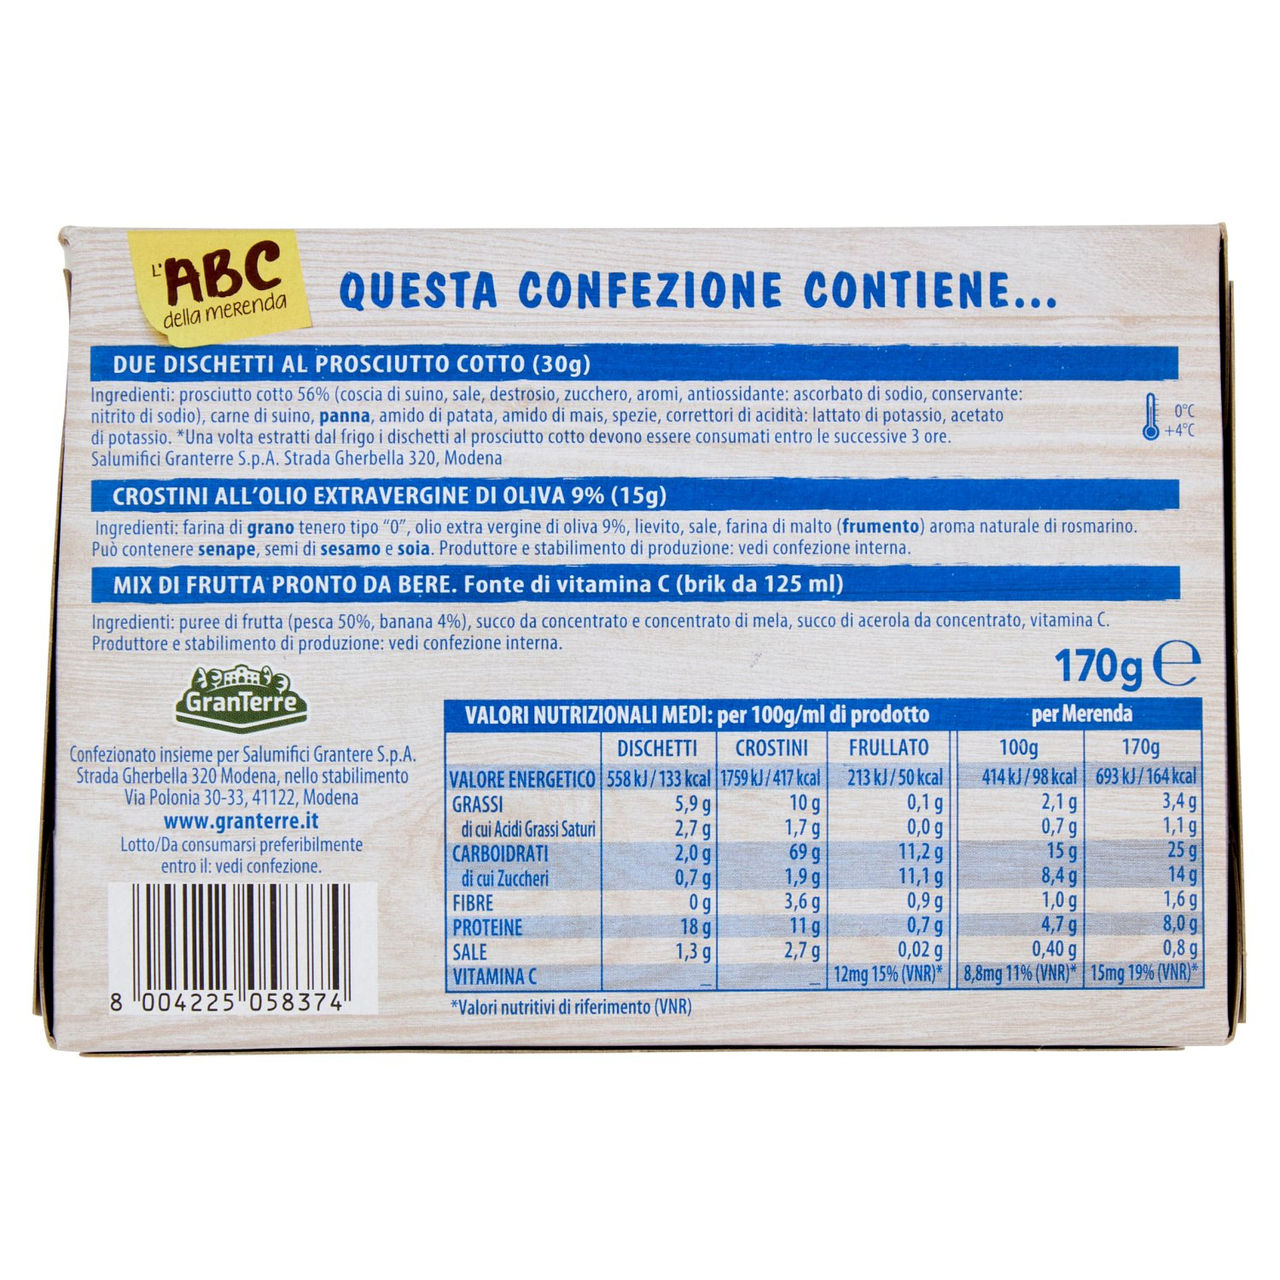 L'ABC
della merenda
QUESTA CONFEZIONE CONTIENE...
DUE DISCHETTI AL PROSCIUTTO COTTO (30g)
Ingredienti: prosciutto cotto 56% (coscia di suino, sale, destrosio, zucchero, aromi, antiossidante: ascorbato di sodio, conservante:
nitrito di sodio), carne di suino, panna, amido di patata, amido di mais, spezie, correttori di acidità: lattato di potassio, acetato
di potassio. *Una volta estratti dal frigo i dischetti al prosciutto cotto devono essere consumati entro le successive 3 ore.
Salumifici Granterre S.p.A. Strada Gherbella 320, Modena
0°C
+4°C
CROSTINI ALL'OLIO EXTRAVERGINE DI OLIVA 9% (15g)
Ingredienti: farina di grano tenero tipo "0", olio extra vergine di oliva 9%, lievito, sale, farina di malto (frumento) aroma naturale di rosmarino.
Può contenere senape, semi di sesamo e soia. Produttore e stabilimento di produzione: vedi confezione interna.
MIX DI FRUTTA PRONTO DA BERE. Fonte di vitamina C (brik da 125 ml)
Ingredienti: puree di frutta (pesca 50%, banana 4%), succo da concentrato e concentrato di mela, succo di acerola da concentrato, vitamina C.
Produttore e stabilimento di produzione: vedi confezione interna.
170g e
GranTerre
Confezionato insieme per Salumifici Grantere S.p.A.
Strada Gherbella 320 Modena, nello stabilimento
Via Polonia 30-33, 41122, Modena
www.granterre.it
Lotto/Da consumarsi preferibilmente
entro il: vedi confezione.
8 004225 058374
VALORI NUTRIZIONALI MEDI: per 100g/ml di prodotto per Merenda
DISCHETTI CROSTINI FRULLATO 100g 170g
VALORE ENERGETICO 558 kJ / 133 kcal 1759 kJ / 417 kcal 213 kJ / 50 kcal 414 kJ / 98 kcal 693 kJ / 164 kcal
GRASSI 5,9 g 10 g 0,1 g 2,1 g 3,4 g
di cui Acidi Grassi Saturi 2,7 g 1,7 g 0,0 g 0,7 g 1,1 g
CARBOIDRATI 2,0 g 69 g 11,2 g 15 g 25 g
di cui Zuccheri 0,7 g 1,9 g 11,1 g 8,4 g 14 g
FIBRE 0 g 3,6 g 0,9 g 1,0 g 1,6 g
PROTEINE 18 g 11 g 0,7 g 4,7 g 8,0 g
SALE 1,3 g 2,7 g 0,02 g 0,40 g 0,8 g
VITAMINA C _ _ 12mg 15% (VNR)* 8,8mg 11% (VNR)* 15mg 19% (VNR)*
*Valori nutritivi di riferimento (VNR)